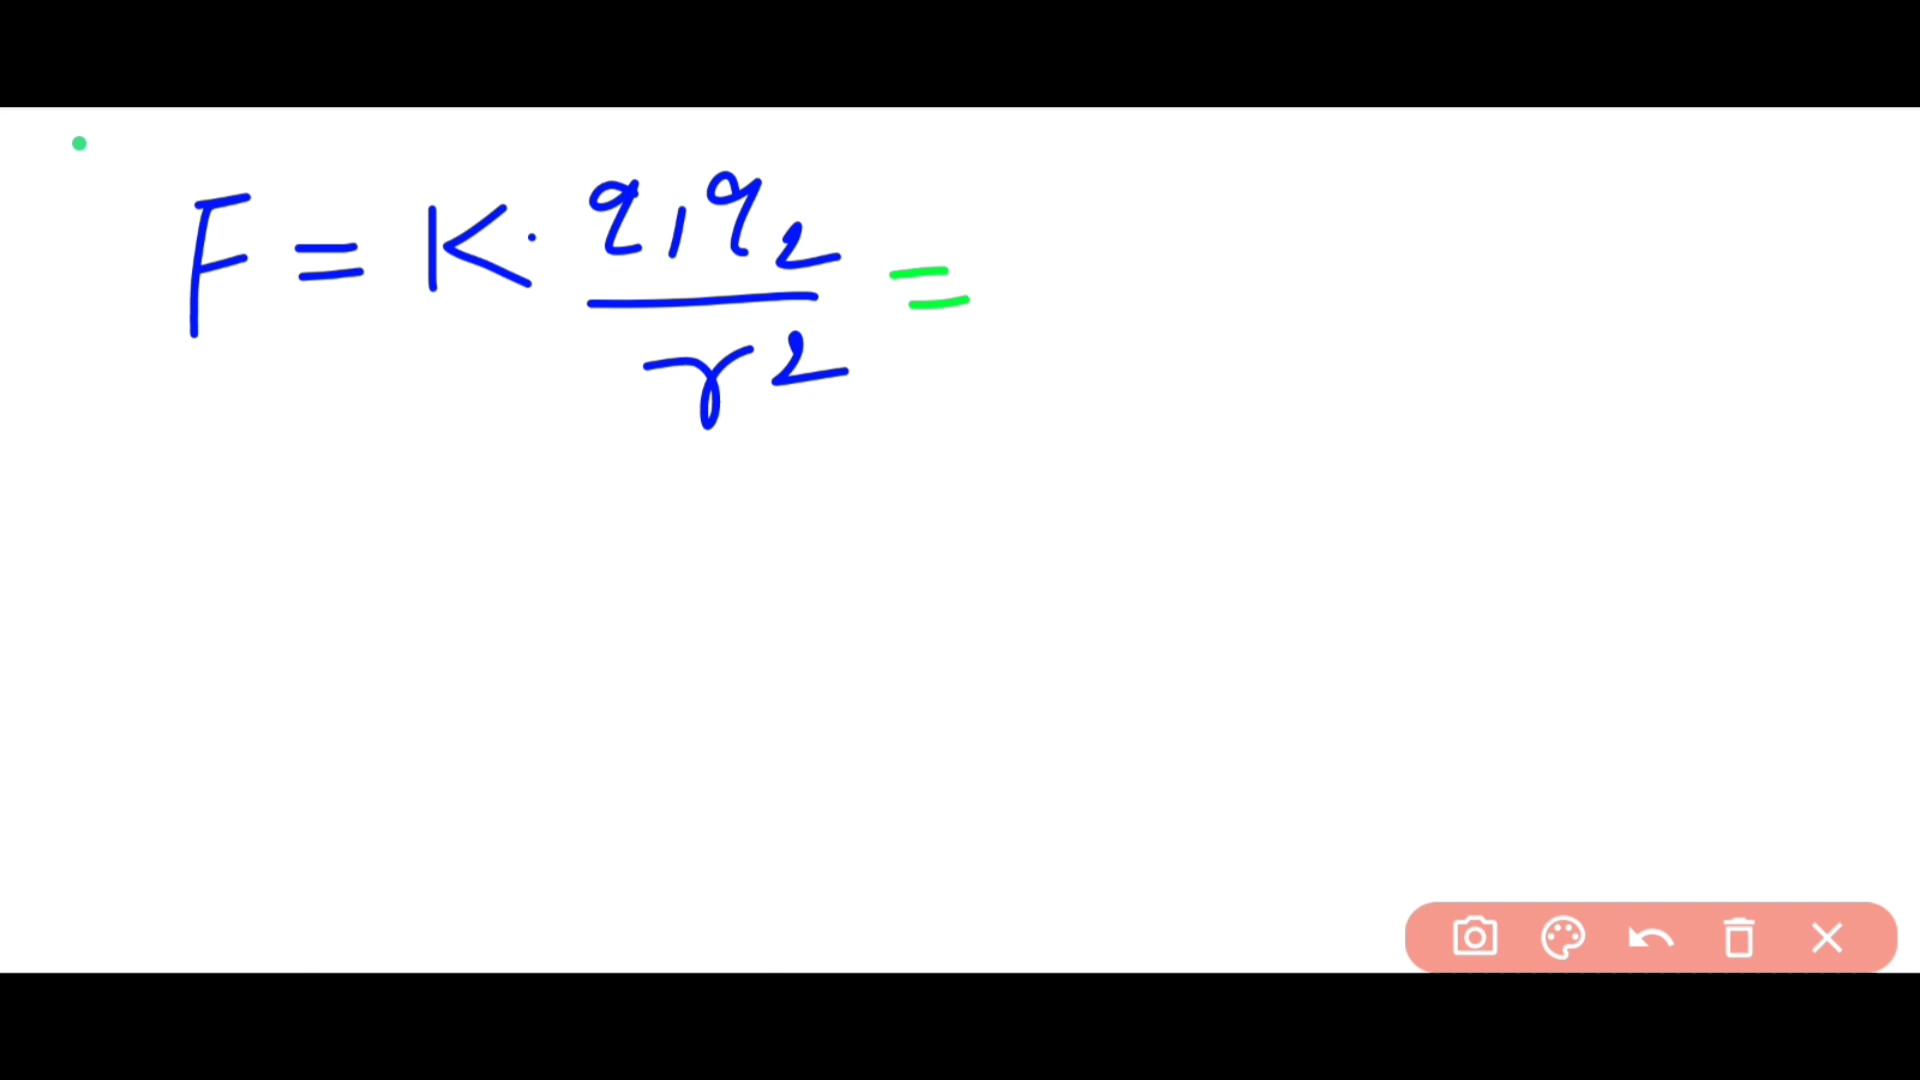 F = K · q₁q₂ / r² =